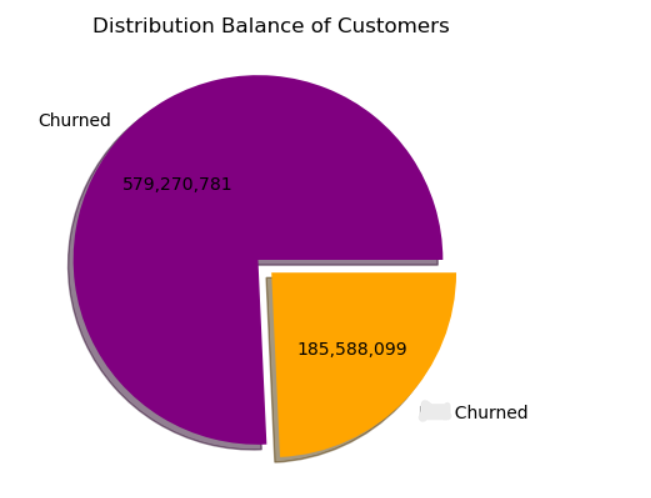 Distribution Balance of Customers
Churned
579,270,781
185,588,099
Churned